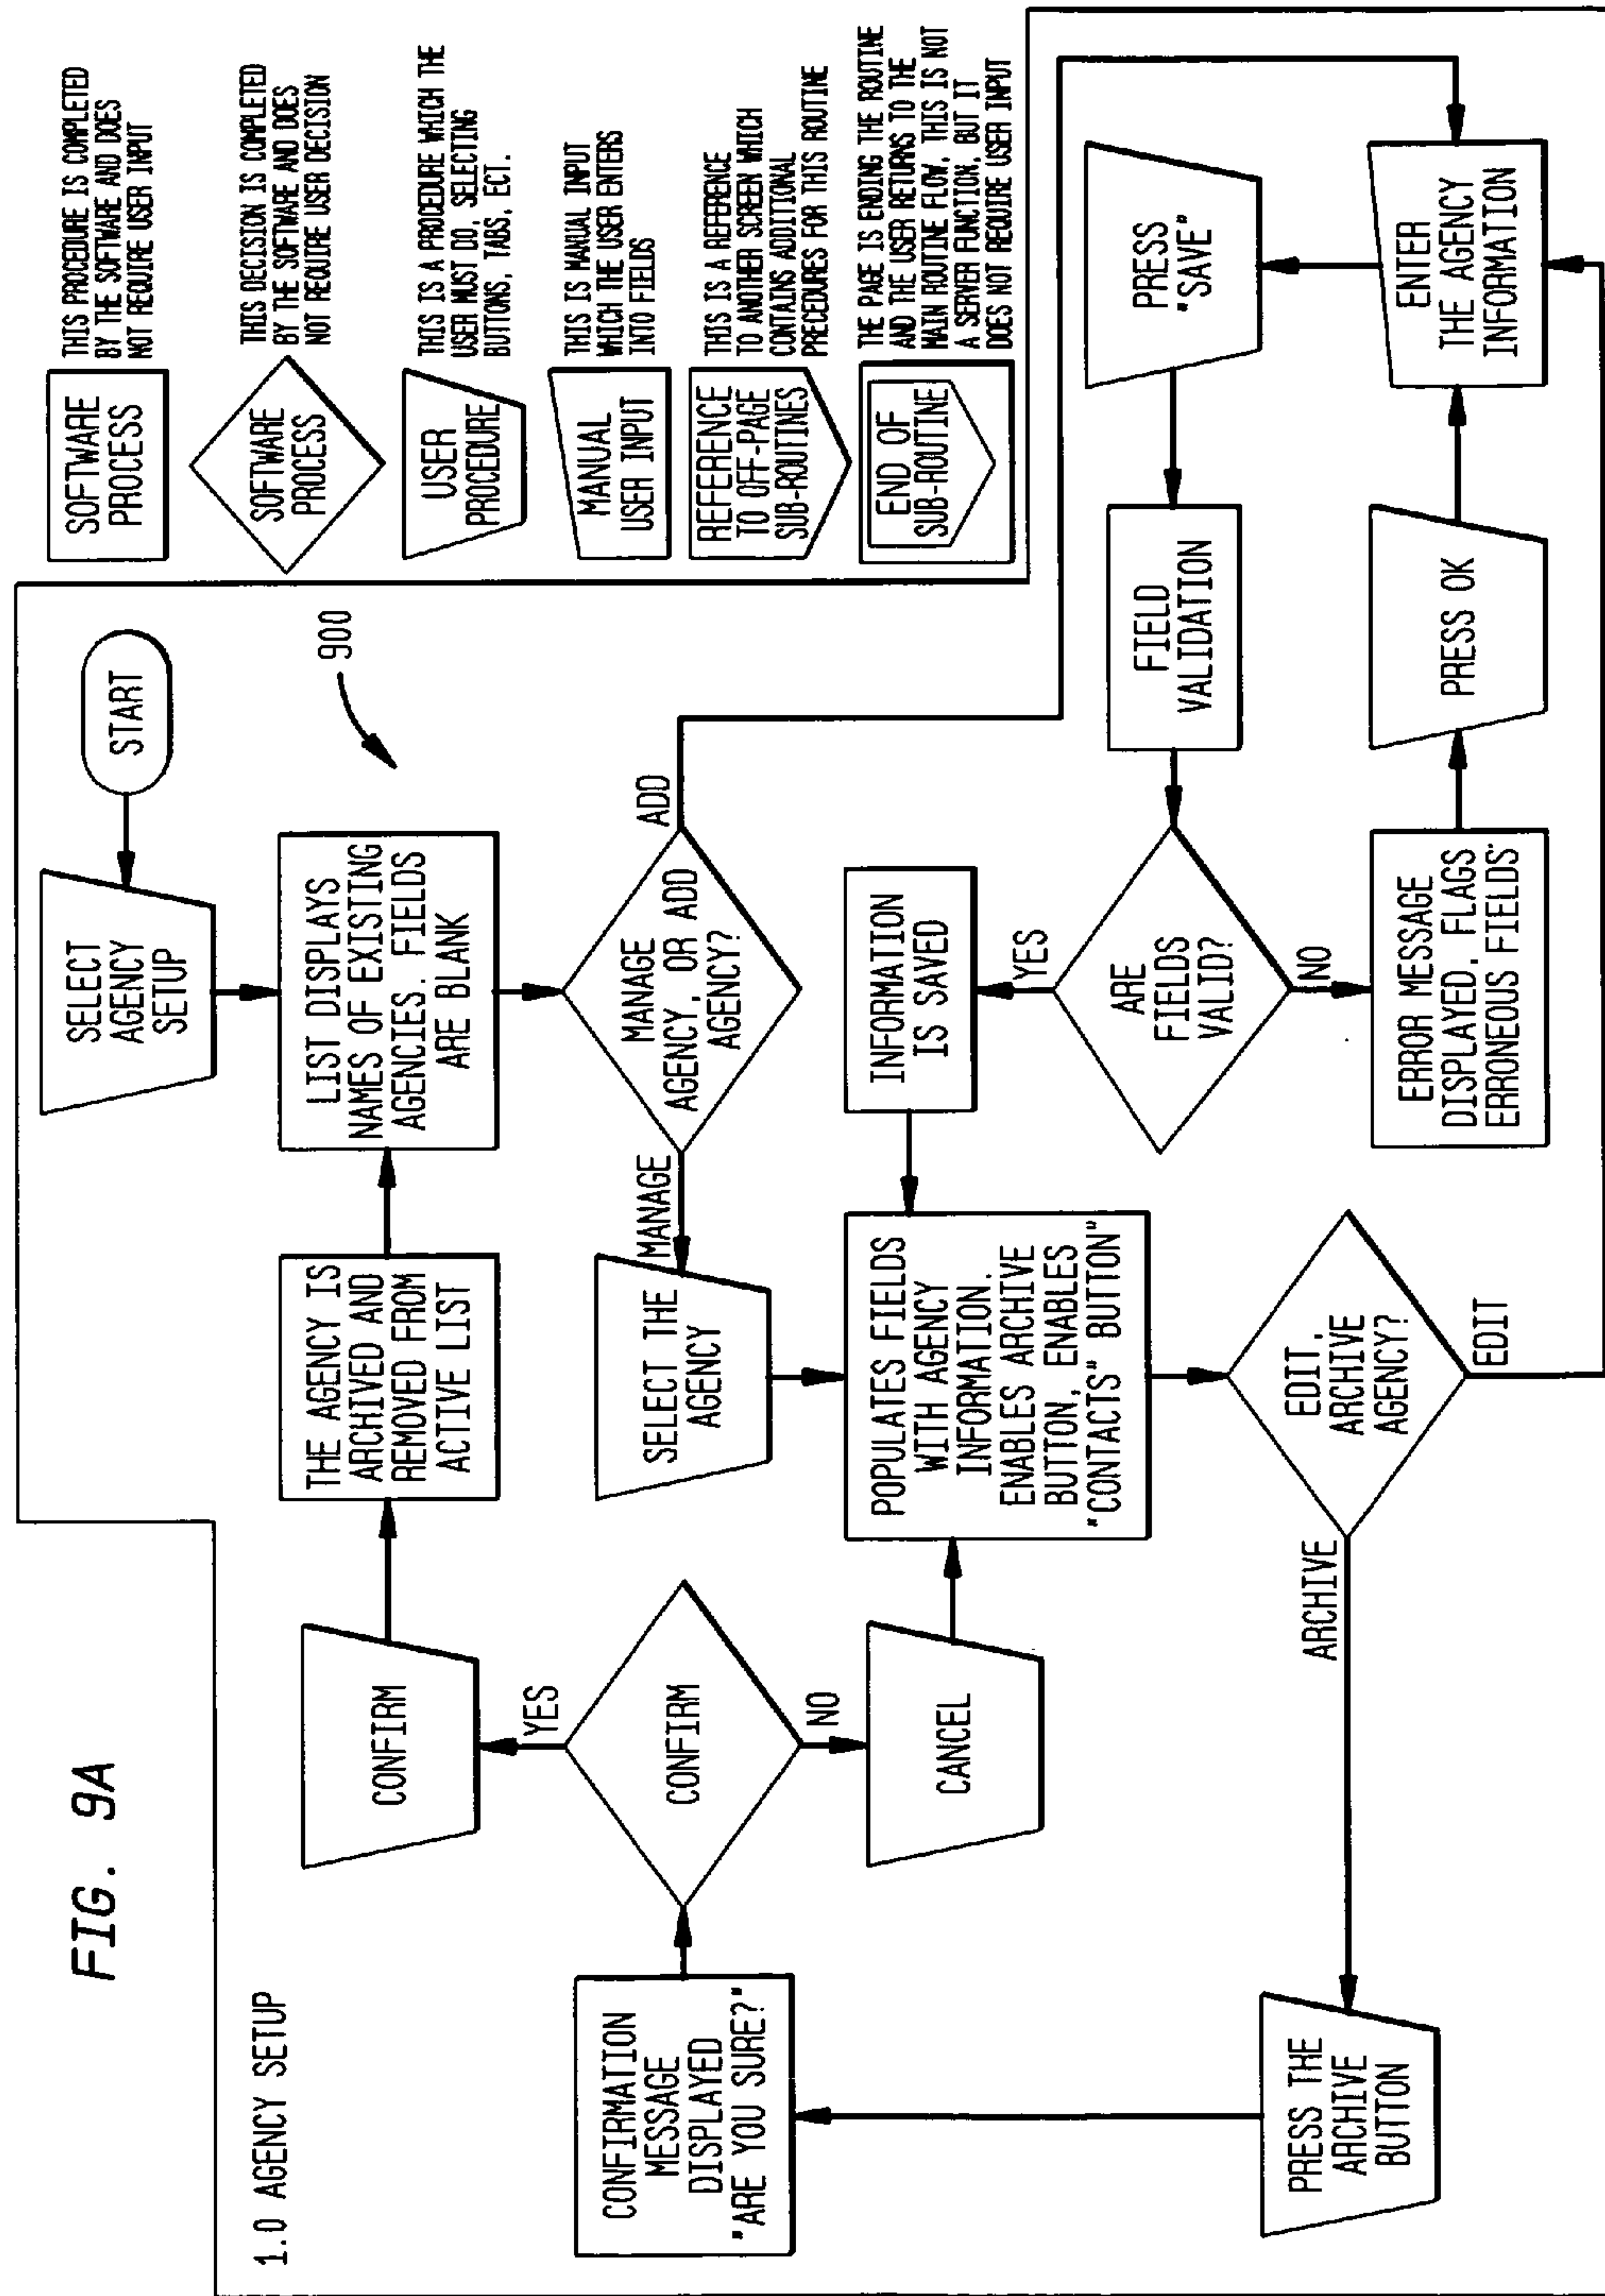 FIG. 9A
1.0 AGENCY SETUP
START
900
SELECT
AGENCY
SETUP
LIST DISPLAYS
NAMES OF EXISTING
AGENCIES. FIELDS
ARE BLANK
THE AGENCY IS
ARCHIVED AND
REMOVED FROM
ACTIVE LIST
CONFIRM
YES
CONFIRM
NO
CANCEL
CONFIRMATION
MESSAGE
DISPLAYED
"ARE YOU SURE?"
MANAGE
AGENCY, OR ADD
AGENCY?
ADD
MANAGE
SELECT THE
AGENCY
POPULATES FIELDS
WITH AGENCY
INFORMATION.
ENABLES ARCHIVE
BUTTON, ENABLES
"CONTACTS" BUTTON"
INFORMATION
IS SAVED
YES
ARE
FIELDS
VALID?
NO
ERROR MESSAGE
DISPLAYED, FLAGS
ERRONEOUS FIELDS'
PRESS OK
FIELD
VALIDATION
PRESS
"SAVE"
ENTER
THE AGENCY
INFORMATION
EDIT,
ARCHIVE
AGENCY?
EDIT
ARCHIVE
PRESS THE
ARCHIVE
BUTTON
SOFTWARE
PROCESS
THIS PROCEDURE IS COMPLETED
BY THE SOFTWARE AND DOES
NOT REQUIRE USER INPUT
SOFTWARE
PROCESS
THIS DECISION IS COMPLETED
BY THE SOFTWARE AND DOES
NOT REQUIRE USER DECISION
USER
PROCEDURE
THIS IS A PROCEDURE WHICH THE
USER MUST DO, SELECTING
BUTTONS, TABS, ECT.
MANUAL
USER INPUT
THIS IS MANUAL INPUT
WHICH THE USER ENTERS
INTO FIELDS
REFERENCE
TO OFF-PAGE
SUB-ROUTINES
THIS IS A REFERENCE
TO ANOTHER SCREEN WHICH
CONTAINS ADDITIONAL
PRECEDURES FOR THIS ROUTINE
END OF
SUB-ROUTINE
THE PAGE IS ENDING THE ROUTINE
AND THE USER RETURNS TO THE
MAIN ROUTINE FLOW, THIS IS NOT
A SERVER FUNCTION, BUT IT
DOES NOT REQUIRE USER INPUT